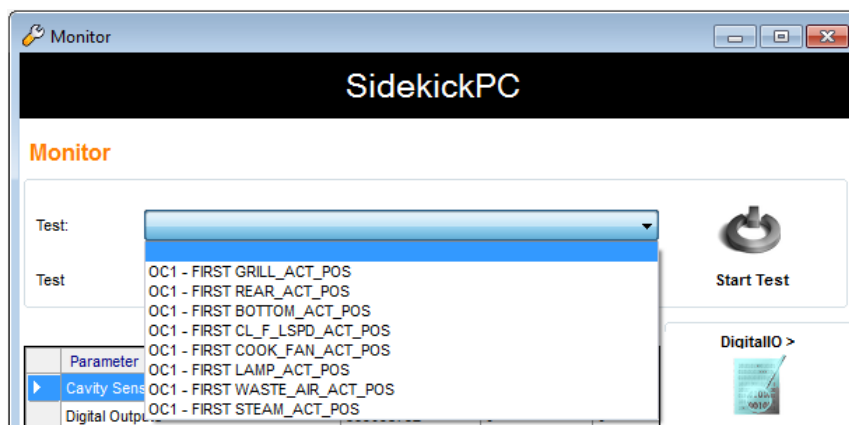 Monitor
SidekickPC
Monitor
Test:
OC1 - FIRST GRILL_ACT_POS
OC1 - FIRST REAR_ACT_POS
OC1 - FIRST BOTTOM_ACT_POS
OC1 - FIRST CL_F_LSPD_ACT_POS
OC1 - FIRST COOK_FAN_ACT_POS
OC1 - FIRST LAMP_ACT_POS
OC1 - FIRST WASTE_AIR_ACT_POS
OC1 - FIRST STEAM_ACT_POS
Test
Start Test
DigitalIO >
Parameter
Cavity Sens
Digital Outp